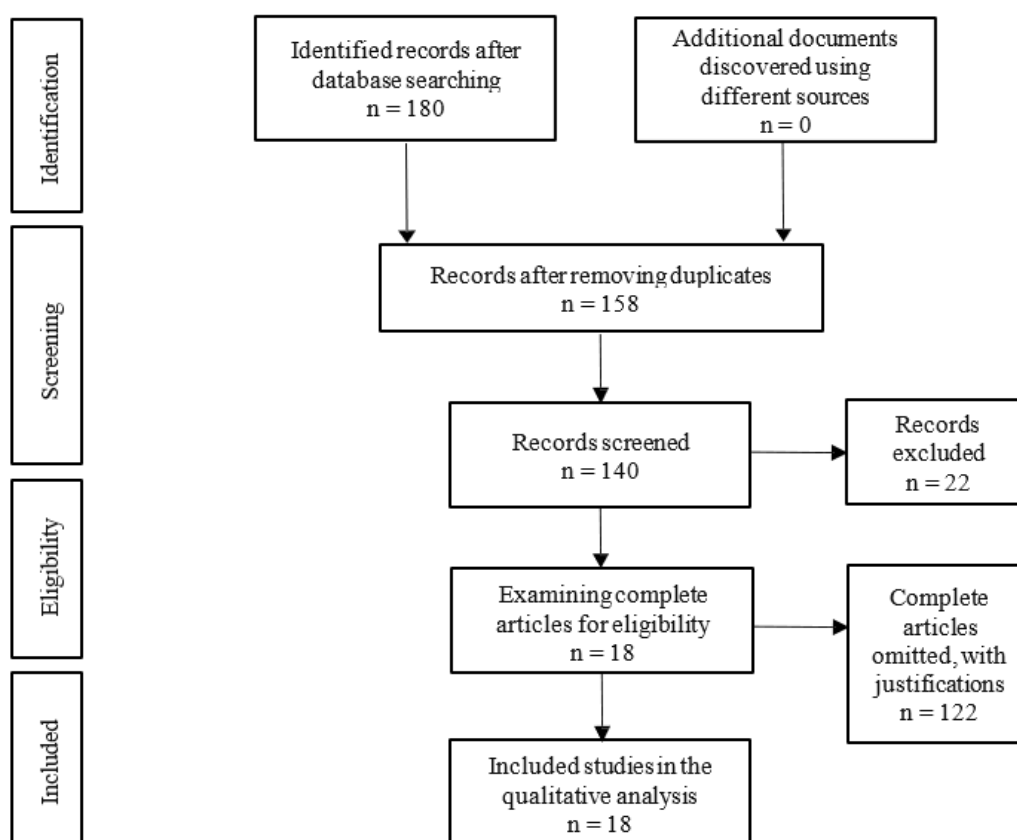 Identification
Identified records after
database searching
n = 180
Additional documents
discovered using
different sources
n = 0
Screening
Records after removing duplicates
n = 158
Records screened
n = 140
Records
excluded
n = 22
Eligibility
Examining complete
articles for eligibility
n = 18
Complete
articles
omitted, with
justifications
n = 122
Included
Included studies in the
qualitative analysis
n = 18